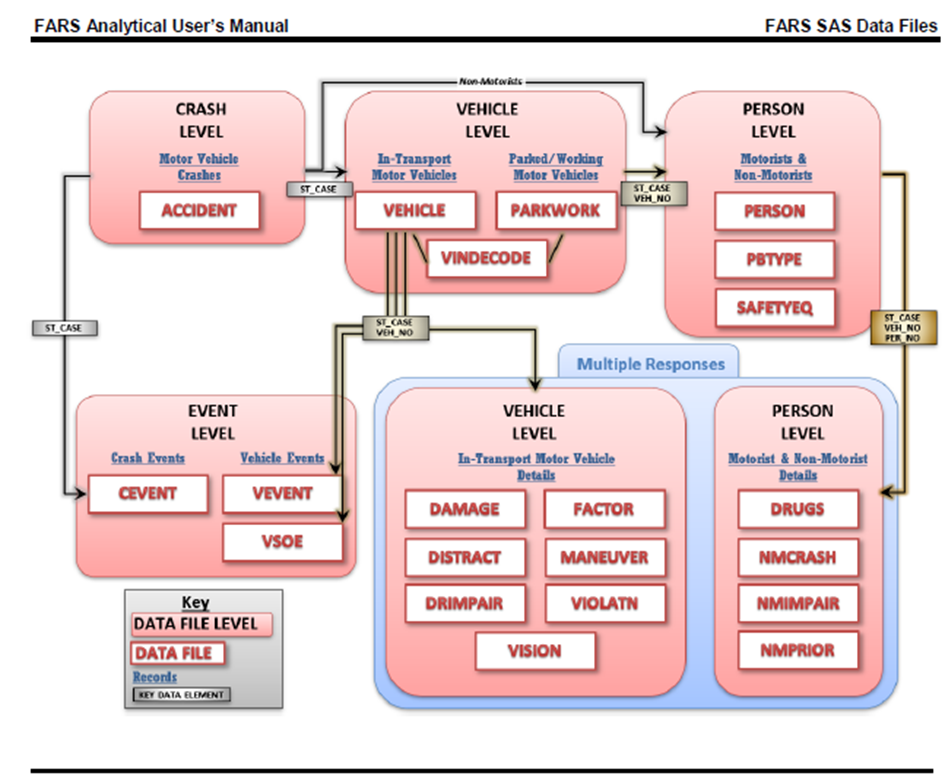 FARS Analytical User's Manual
FARS SAS Data Files
Non-Motorists
CRASH
LEVEL
Motor Vehicle
Crashes
ACCIDENT
ST_CASE
VEHICLE
LEVEL
In-Transport
Motor Vehicles
Parked/Working
Motor Vehicles
VEHICLE
PARKWORK
VINDECODE
ST_CASE
VEH_NO
PERSON
LEVEL
Motorists &
Non-Motorists
PERSON
PBTYPE
SAFETYEQ
ST_CASE
ST_CASE
VEH_NO
ST_CASE
VEH_NO
PER_NO
Multiple Responses
EVENT
LEVEL
Crash Events
Vehicle Events
CEVENT
VEVENT
VSOE
VEHICLE
LEVEL
In-Transport Motor Vehicle
Details
DAMAGE
FACTOR
DISTRACT
MANEUVER
DRIMPAIR
VIOLATN
VISION
PERSON
LEVEL
Motorist & Non-Motorist
Details
DRUGS
NMCRASH
NMIMPAIR
NMPRIOR
Key
DATA FILE LEVEL
DATA FILE
Records
KEY DATA ELEMENT